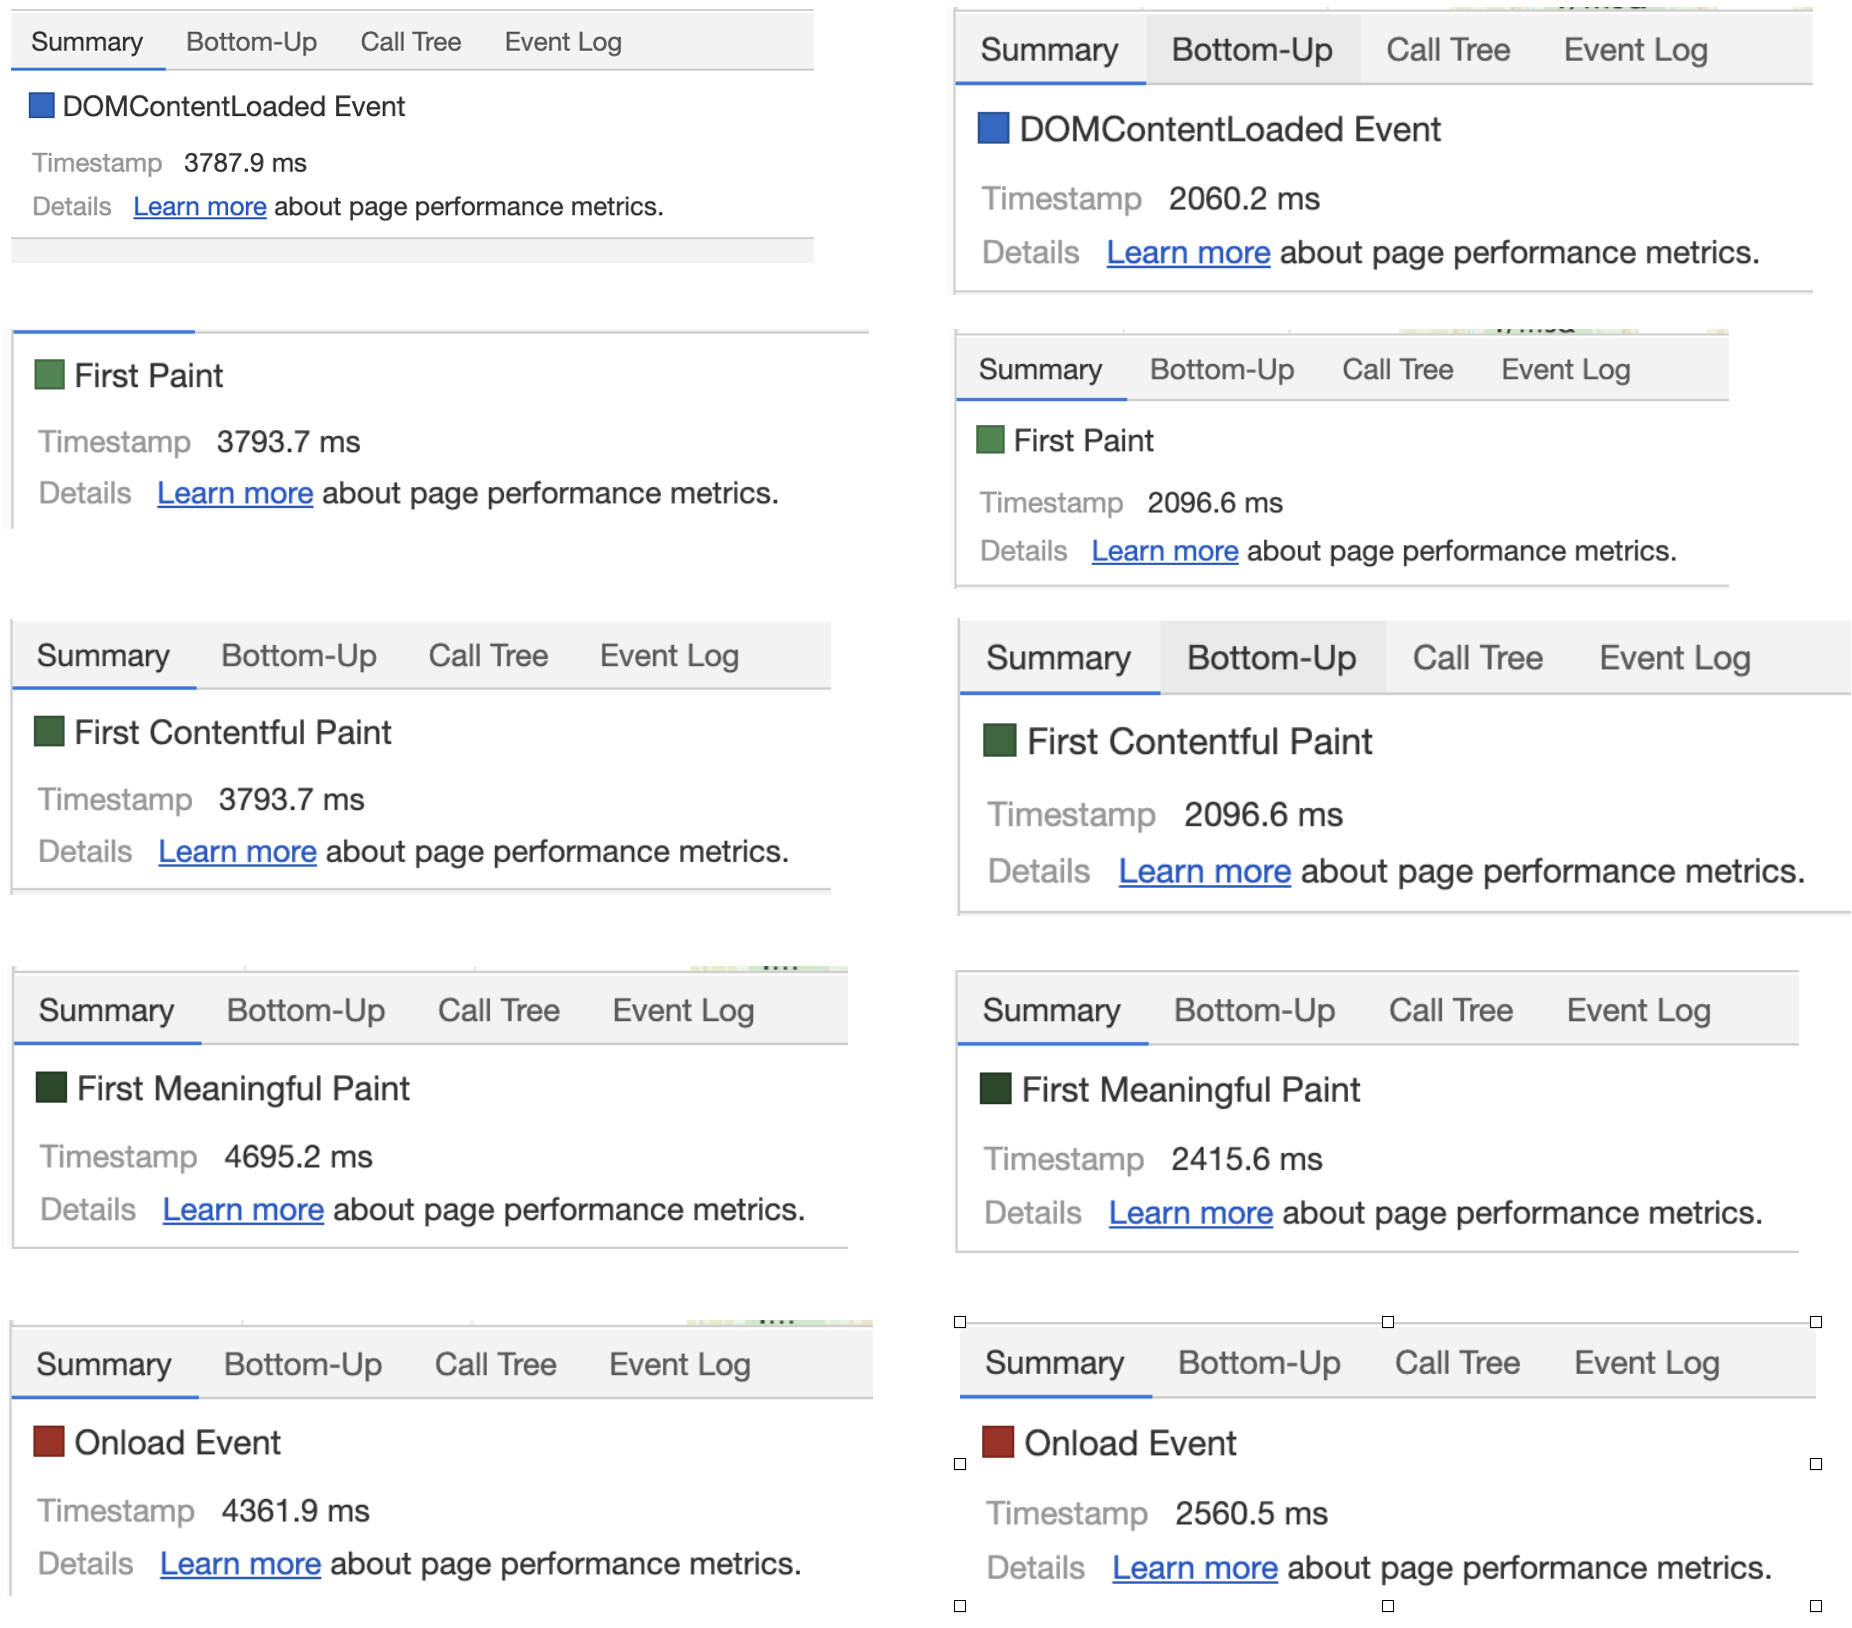 Summary Bottom-Up Call Tree Event Log
DOMContentLoaded Event
Timestamp 3787.9 ms
Details Learn more about page performance metrics.
Summary Bottom-Up Call Tree Event Log
DOMContentLoaded Event
Timestamp 2060.2 ms
Details Learn more about page performance metrics.
First Paint
Timestamp 3793.7 ms
Details Learn more about page performance metrics.
Summary Bottom-Up Call Tree Event Log
First Paint
Timestamp 2096.6 ms
Details Learn more about page performance metrics.
Summary Bottom-Up Call Tree Event Log
First Contentful Paint
Timestamp 3793.7 ms
Details Learn more about page performance metrics.
Summary Bottom-Up Call Tree Event Log
First Contentful Paint
Timestamp 2096.6 ms
Details Learn more about page performance metrics.
Summary Bottom-Up Call Tree Event Log
First Meaningful Paint
Timestamp 4695.2 ms
Details Learn more about page performance metrics.
Summary Bottom-Up Call Tree Event Log
First Meaningful Paint
Timestamp 2415.6 ms
Details Learn more about page performance metrics.
Summary Bottom-Up Call Tree Event Log
Onload Event
Timestamp 4361.9 ms
Details Learn more about page performance metrics.
Summary Bottom-Up Call Tree Event Log
Onload Event
Timestamp 2560.5 ms
Details Learn more about page performance metrics.